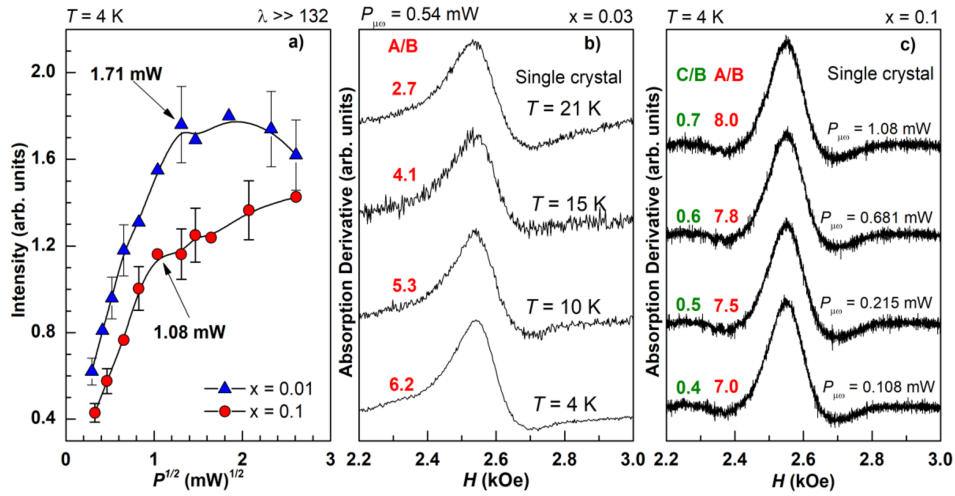 T = 4 K
λ >> 132
a)
Intensity (arb. units)
2.0
1.6
1.2
0.8
0.4
1.71 mW
1.08 mW
x = 0.01
x = 0.1
0
1
2
3
P^1/2 (mW)^1/2
P_μω = 0.54 mW
x = 0.03
b)
Absorption Derivative (arb. units)
A/B
2.7
Single crystal
T = 21 K
4.1
T = 15 K
5.3
T = 10 K
6.2
T = 4 K
2.2
2.4
2.6
2.8
3.0
H (kOe)
T = 4 K
x = 0.1
c)
Absorption Derivative (arb. units)
C/B
A/B
Single crystal
0.7
8.0
P_μω = 1.08 mW
0.6
7.8
P_μω = 0.681 mW
0.5
7.5
P_μω = 0.215 mW
0.4
7.0
P_μω = 0.108 mW
2.2
2.4
2.6
2.8
3.0
H (kOe)